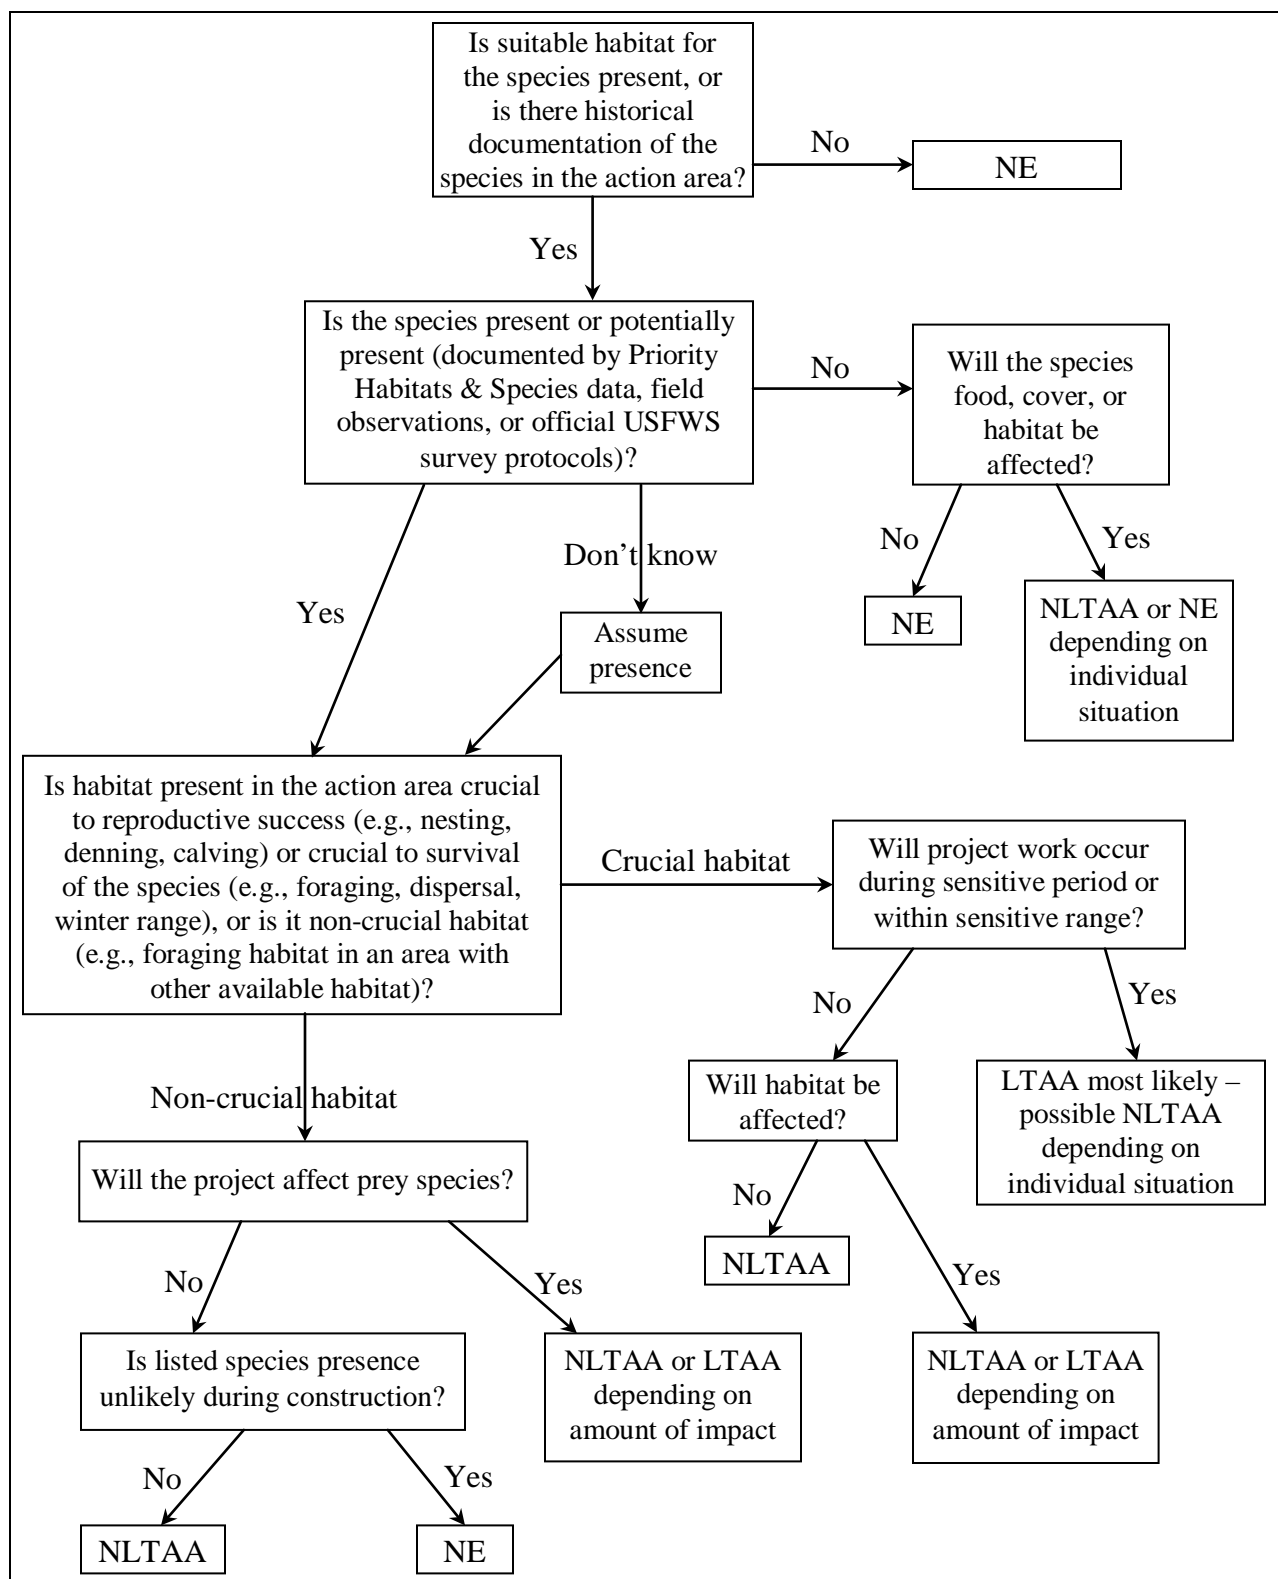 Is suitable habitat for
the species present, or
is there historical
documentation of the
species in the action area?
No
NE
Yes
Is the species present or potentially
present (documented by Priority
Habitats & Species data, field
observations, or official USFWS
survey protocols)?
No
Will the species
food, cover, or
habitat be
affected?
No
Yes
NE
NLTAA or NE
depending on
individual
situation
Yes
Don’t know
Assume
presence
Is habitat present in the action area crucial
to reproductive success (e.g., nesting,
denning, calving) or crucial to survival
of the species (e.g., foraging, dispersal,
winter range), or is it non-crucial habitat
(e.g., foraging habitat in an area with
other available habitat)?
Crucial habitat
Will project work occur
during sensitive period or
within sensitive range?
No
Yes
Will habitat be
affected?
LTAA most likely –
possible NLTAA
depending on
individual situation
No
NLTAA
Yes
NLTAA or LTAA
depending on
amount of impact
Non-crucial habitat
Will the project affect prey species?
No
Yes
Is listed species presence
unlikely during construction?
NLTAA or LTAA
depending on
amount of impact
No
Yes
NLTAA
NE